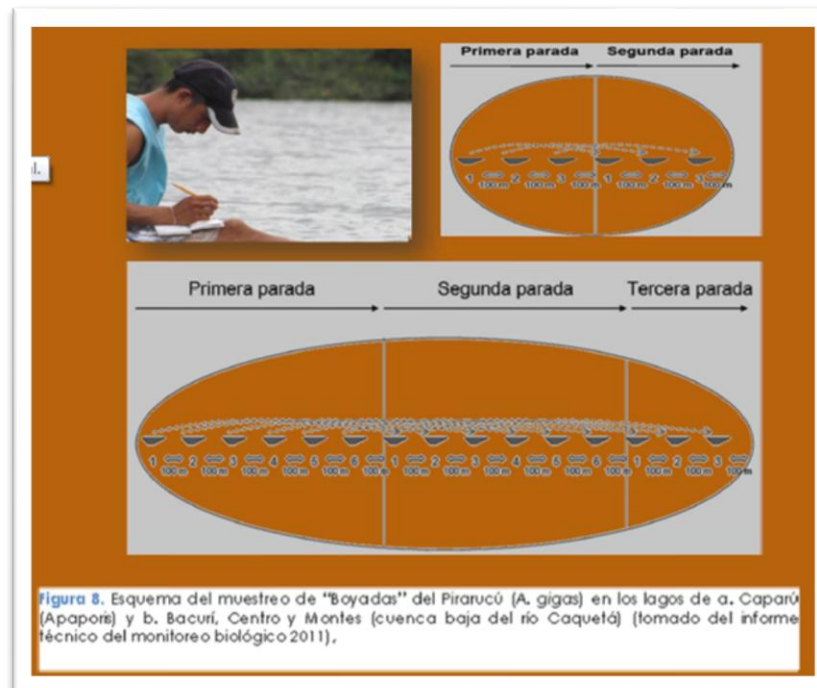 Primera parada Segunda parada
1 2 3 1 2 3
100 m 100 m 100 m 100 m 100 m 100 m
al.
Primera parada Segunda parada Tercera parada
1 2 3 4 5 6 1 2 3 4 5 6 1 2 3
100 m 100 m 100 m 100 m 100 m 100 m 100 m 100 m 100 m 100 m 100 m 100 m 100 m 100 m 100 m
Figura 8. Esquema del muestreo de "Boyadas" del Pirarucú (A. gigas) en los lagos de a. Caparú
(Apaporis) y b. Bacurí, Centro y Montes (cuenca baja del río Caquetá) (tomado del informe
técnico del monitoreo biológico 2011),